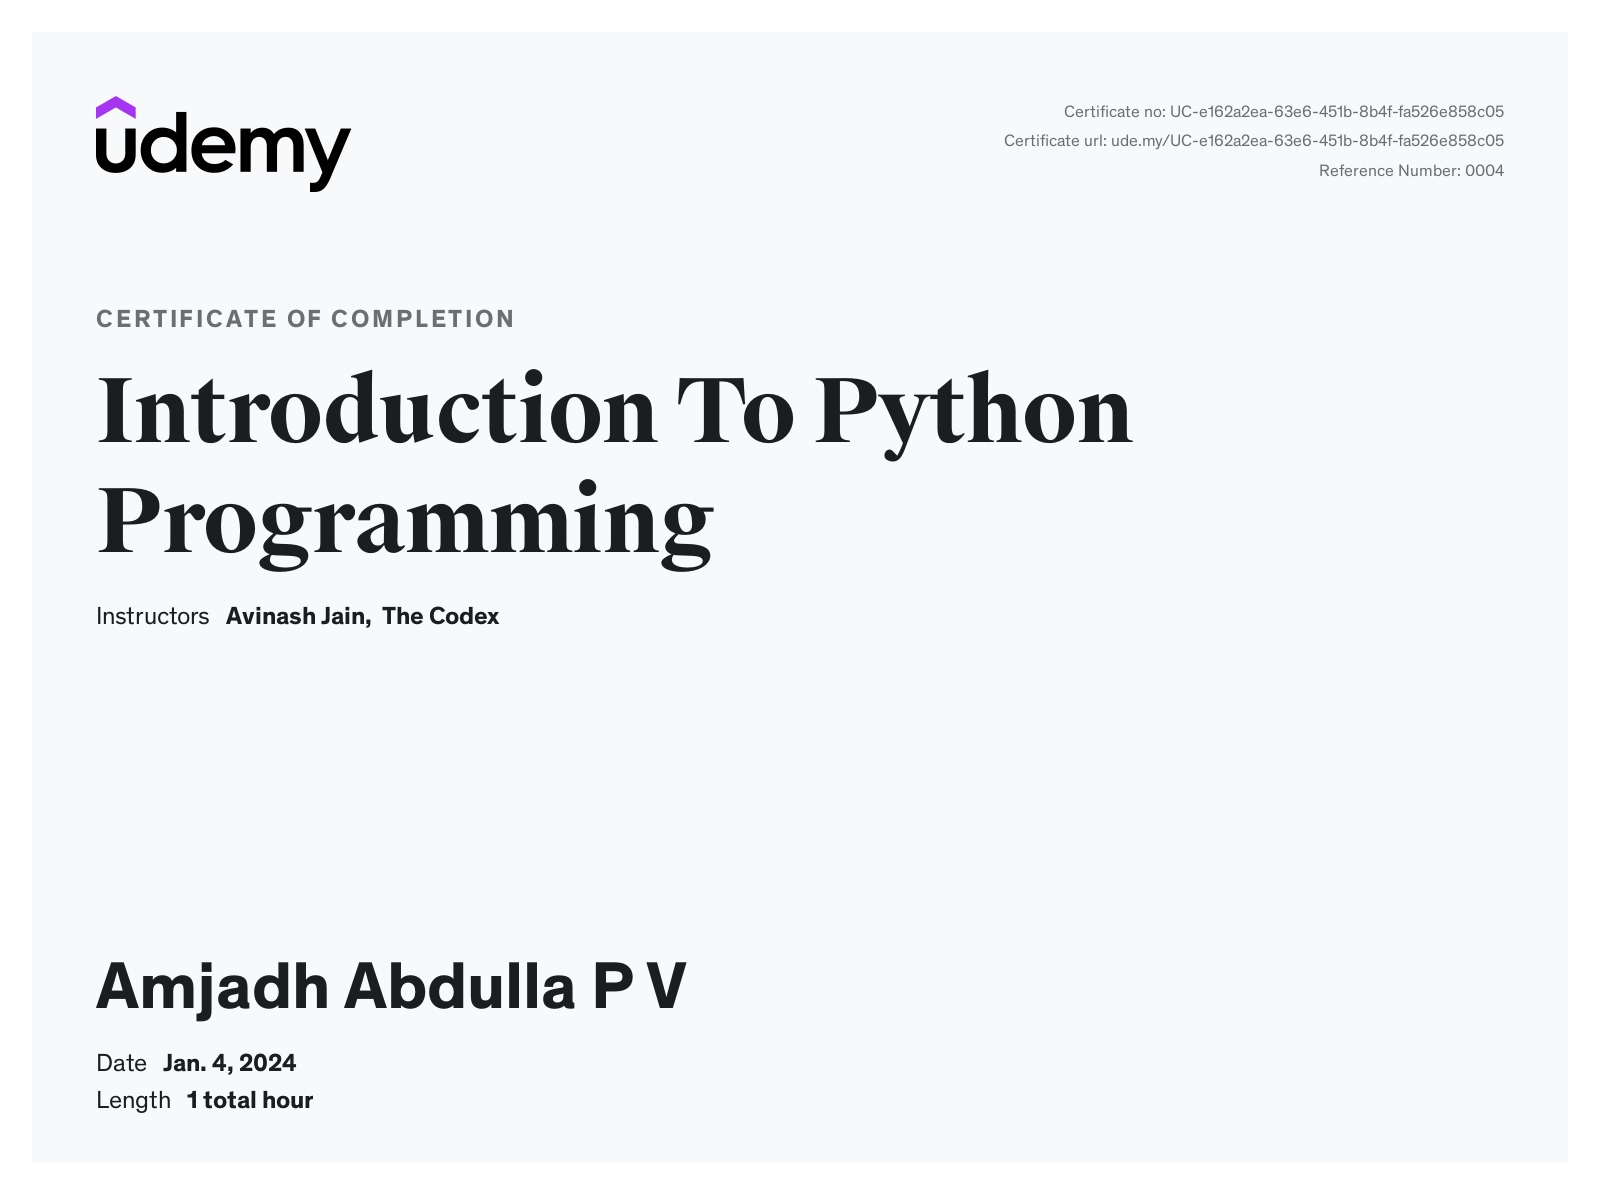 udemy
Certificate no: UC-e162a2ea-63e6-451b-8b4f-fa526e858c05
Certificate url: ude.my/UC-e162a2ea-63e6-451b-8b4f-fa526e858c05
Reference Number: 0004
CERTIFICATE OF COMPLETION
Introduction To Python
Programming
Instructors Avinash Jain, The Codex
Amjadh Abdulla P V
Date Jan. 4, 2024
Length 1 total hour